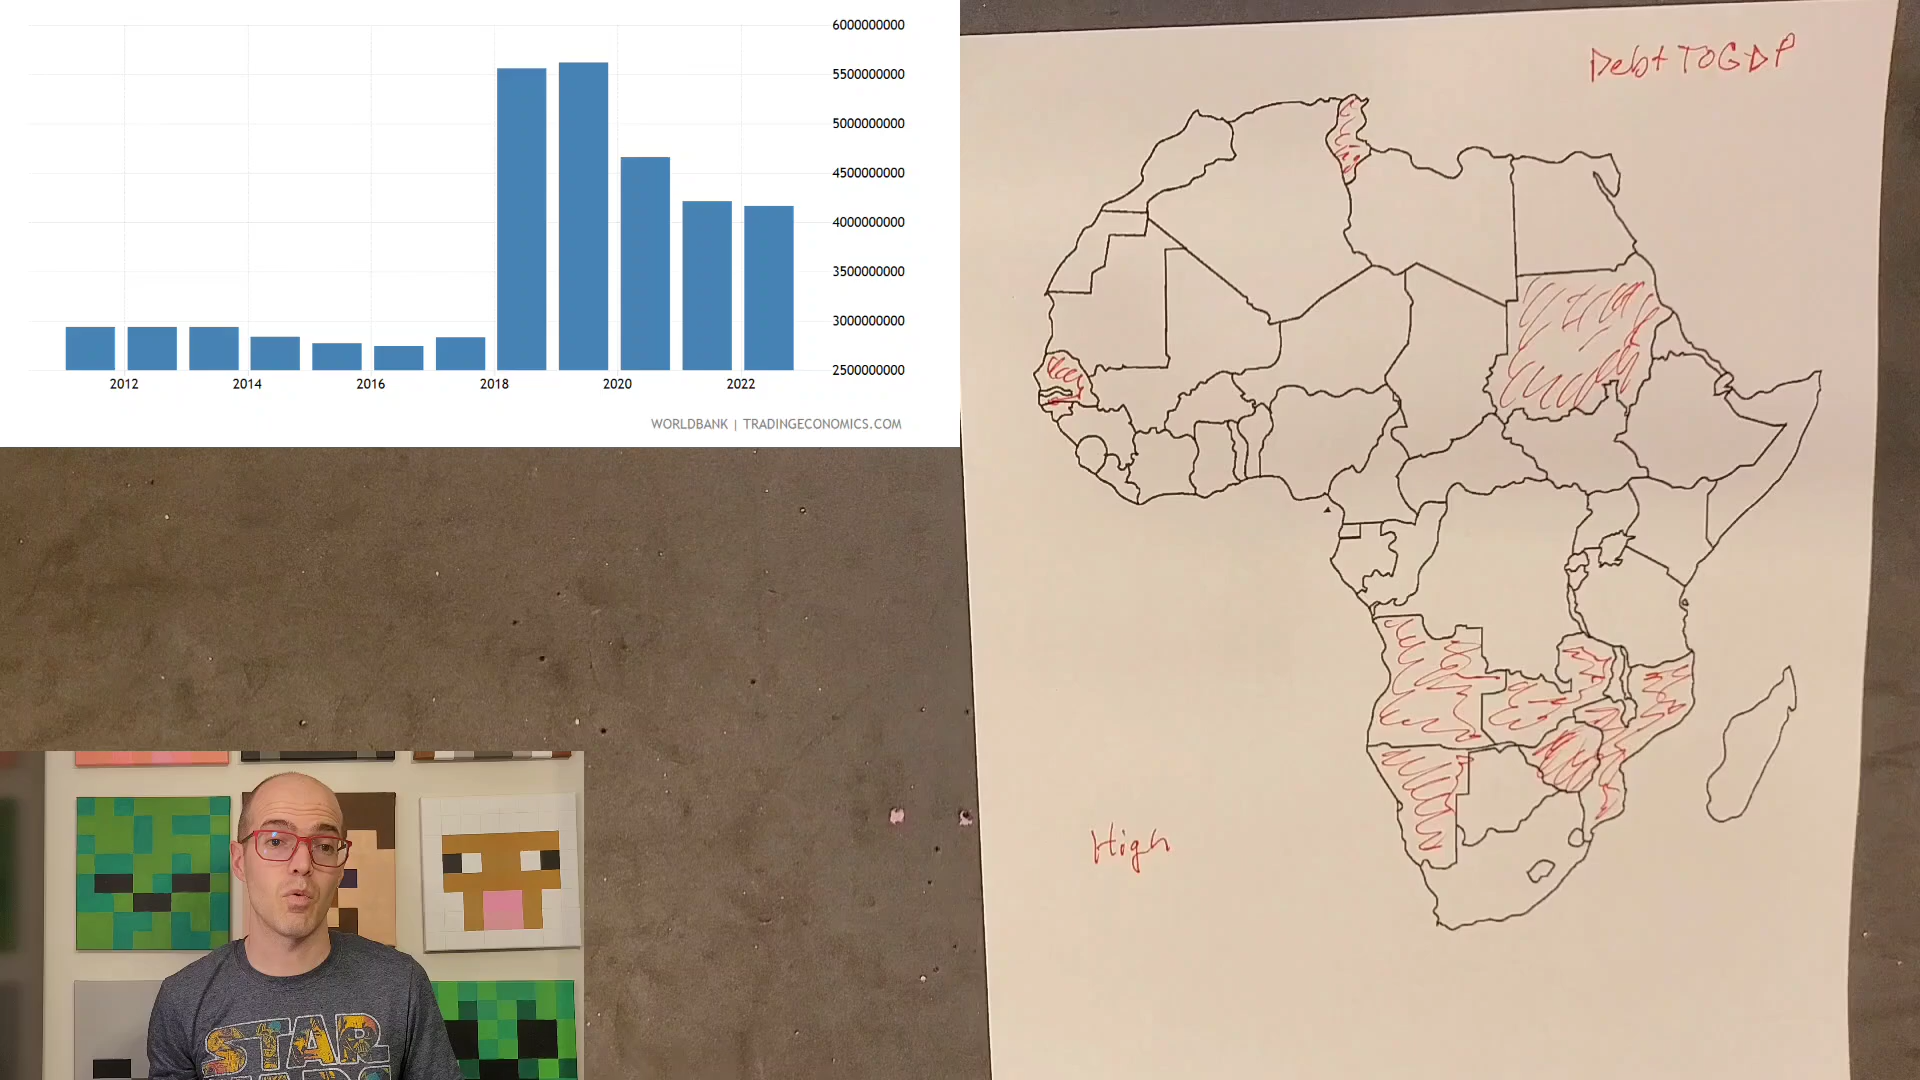 6000000000
5500000000
5000000000
4500000000
4000000000
3500000000
3000000000
2500000000
2012 2014 2016 2018 2020 2022
WORLDBANK | TRADINGECONOMICS.COM
Debt TO GDP
High
STAR
WARS